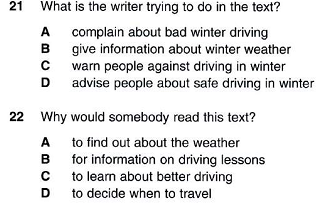 21 What is the writer trying to do in the text?
A complain about bad winter driving
B give information about winter weather
C warn people against driving in winter
D advise people about safe driving in winter
22 Why would somebody read this text?
A to find out about the weather
B for information on driving lessons
C to learn about better driving
D to decide when to travel